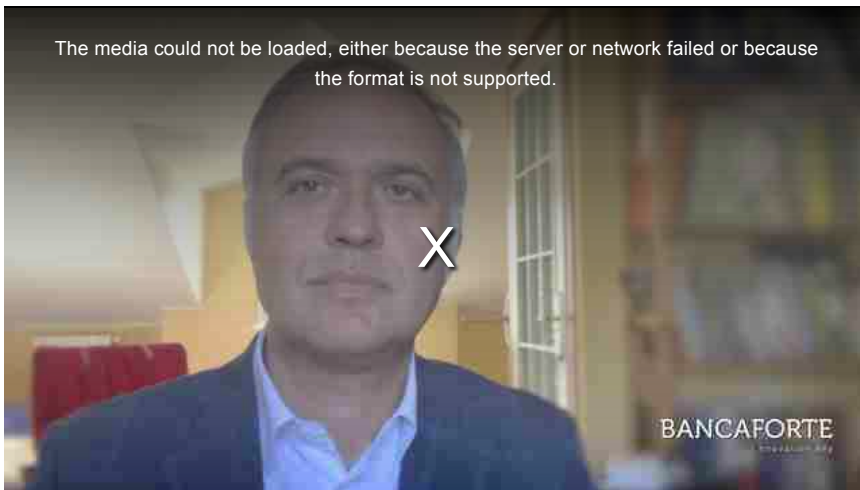 The media could not be loaded, either because the server or network failed or because
the format is not supported.
X
BANCAFORTE